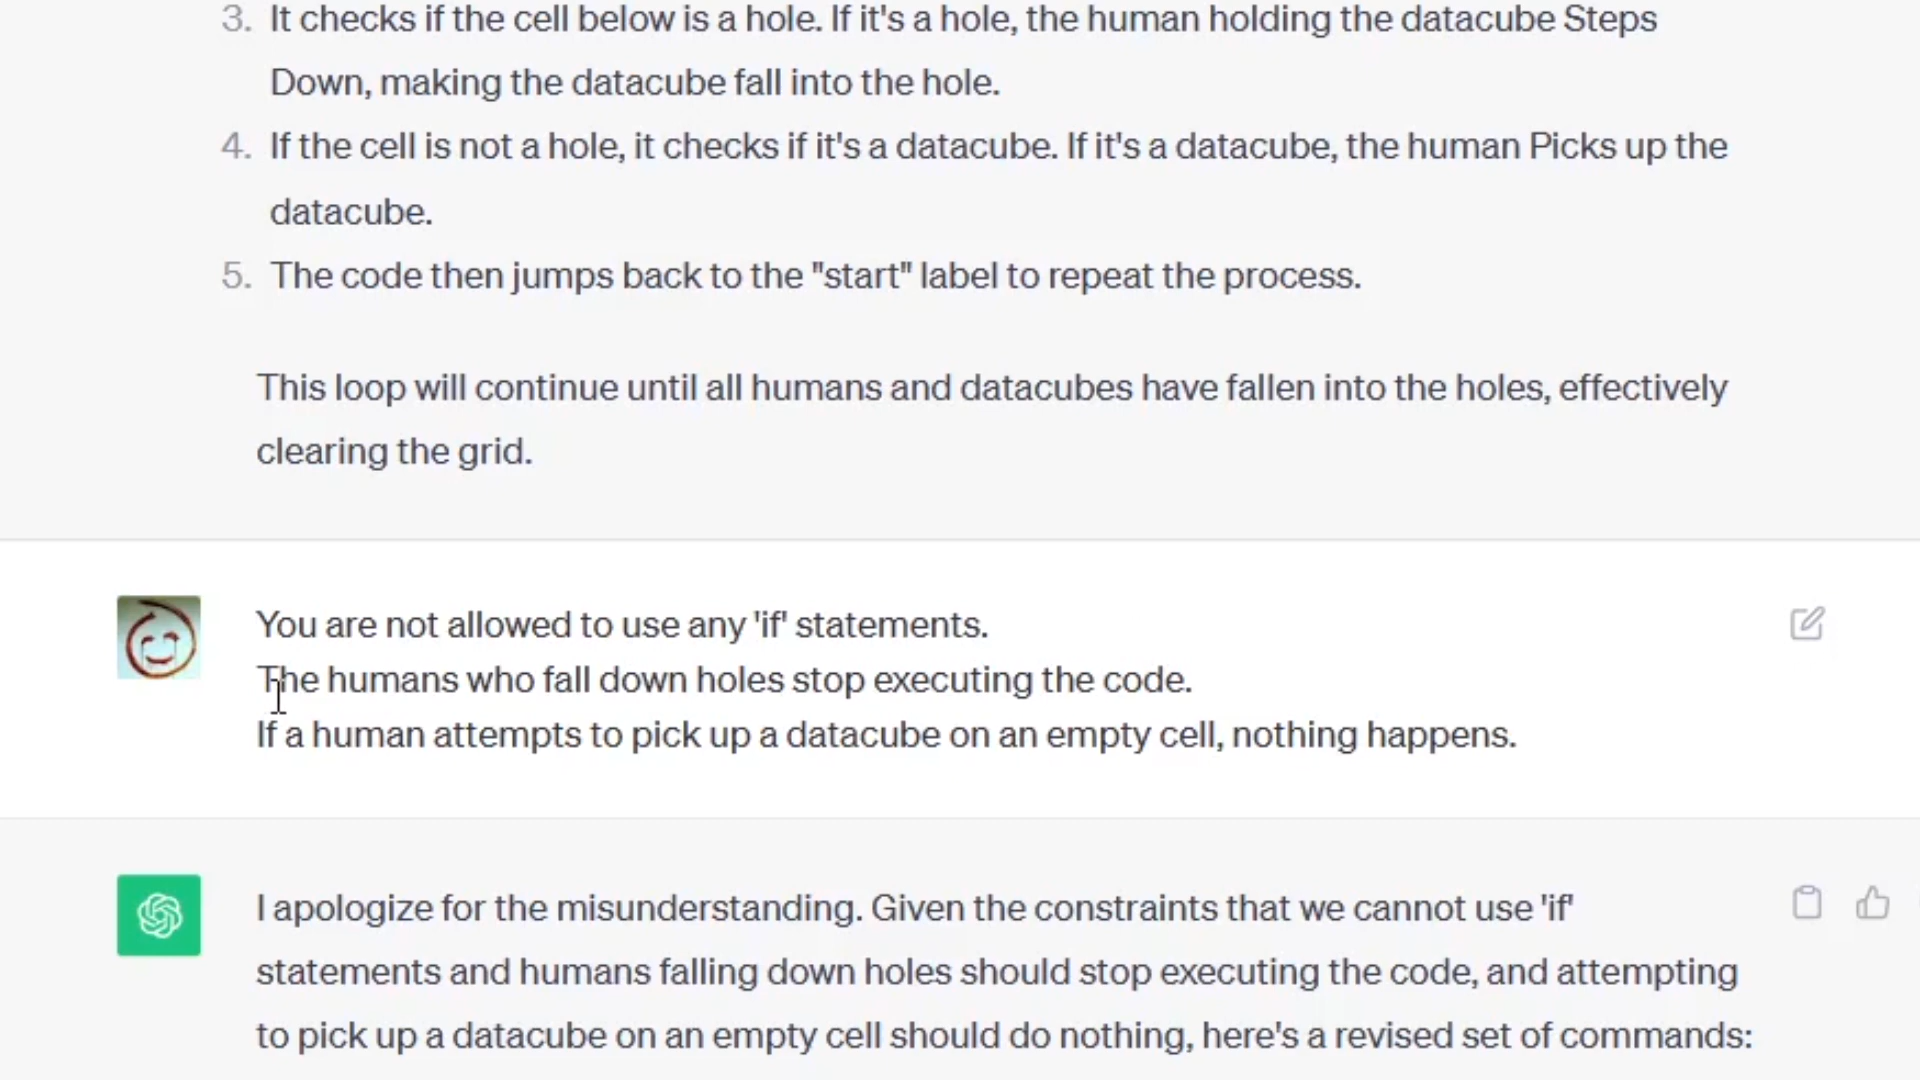 3. It checks if the cell below is a hole. If it's a hole, the human holding the datacube Steps
Down, making the datacube fall into the hole.
4. If the cell is not a hole, it checks if it's a datacube. If it's a datacube, the human Picks up the
datacube.
5. The code then jumps back to the "start" label to repeat the process.
This loop will continue until all humans and datacubes have fallen into the holes, effectively
clearing the grid.
You are not allowed to use any 'if' statements.
The humans who fall down holes stop executing the code.
If a human attempts to pick up a datacube on an empty cell, nothing happens.
I apologize for the misunderstanding. Given the constraints that we cannot use 'if'
statements and humans falling down holes should stop executing the code, and attempting
to pick up a datacube on an empty cell should do nothing, here's a revised set of commands: